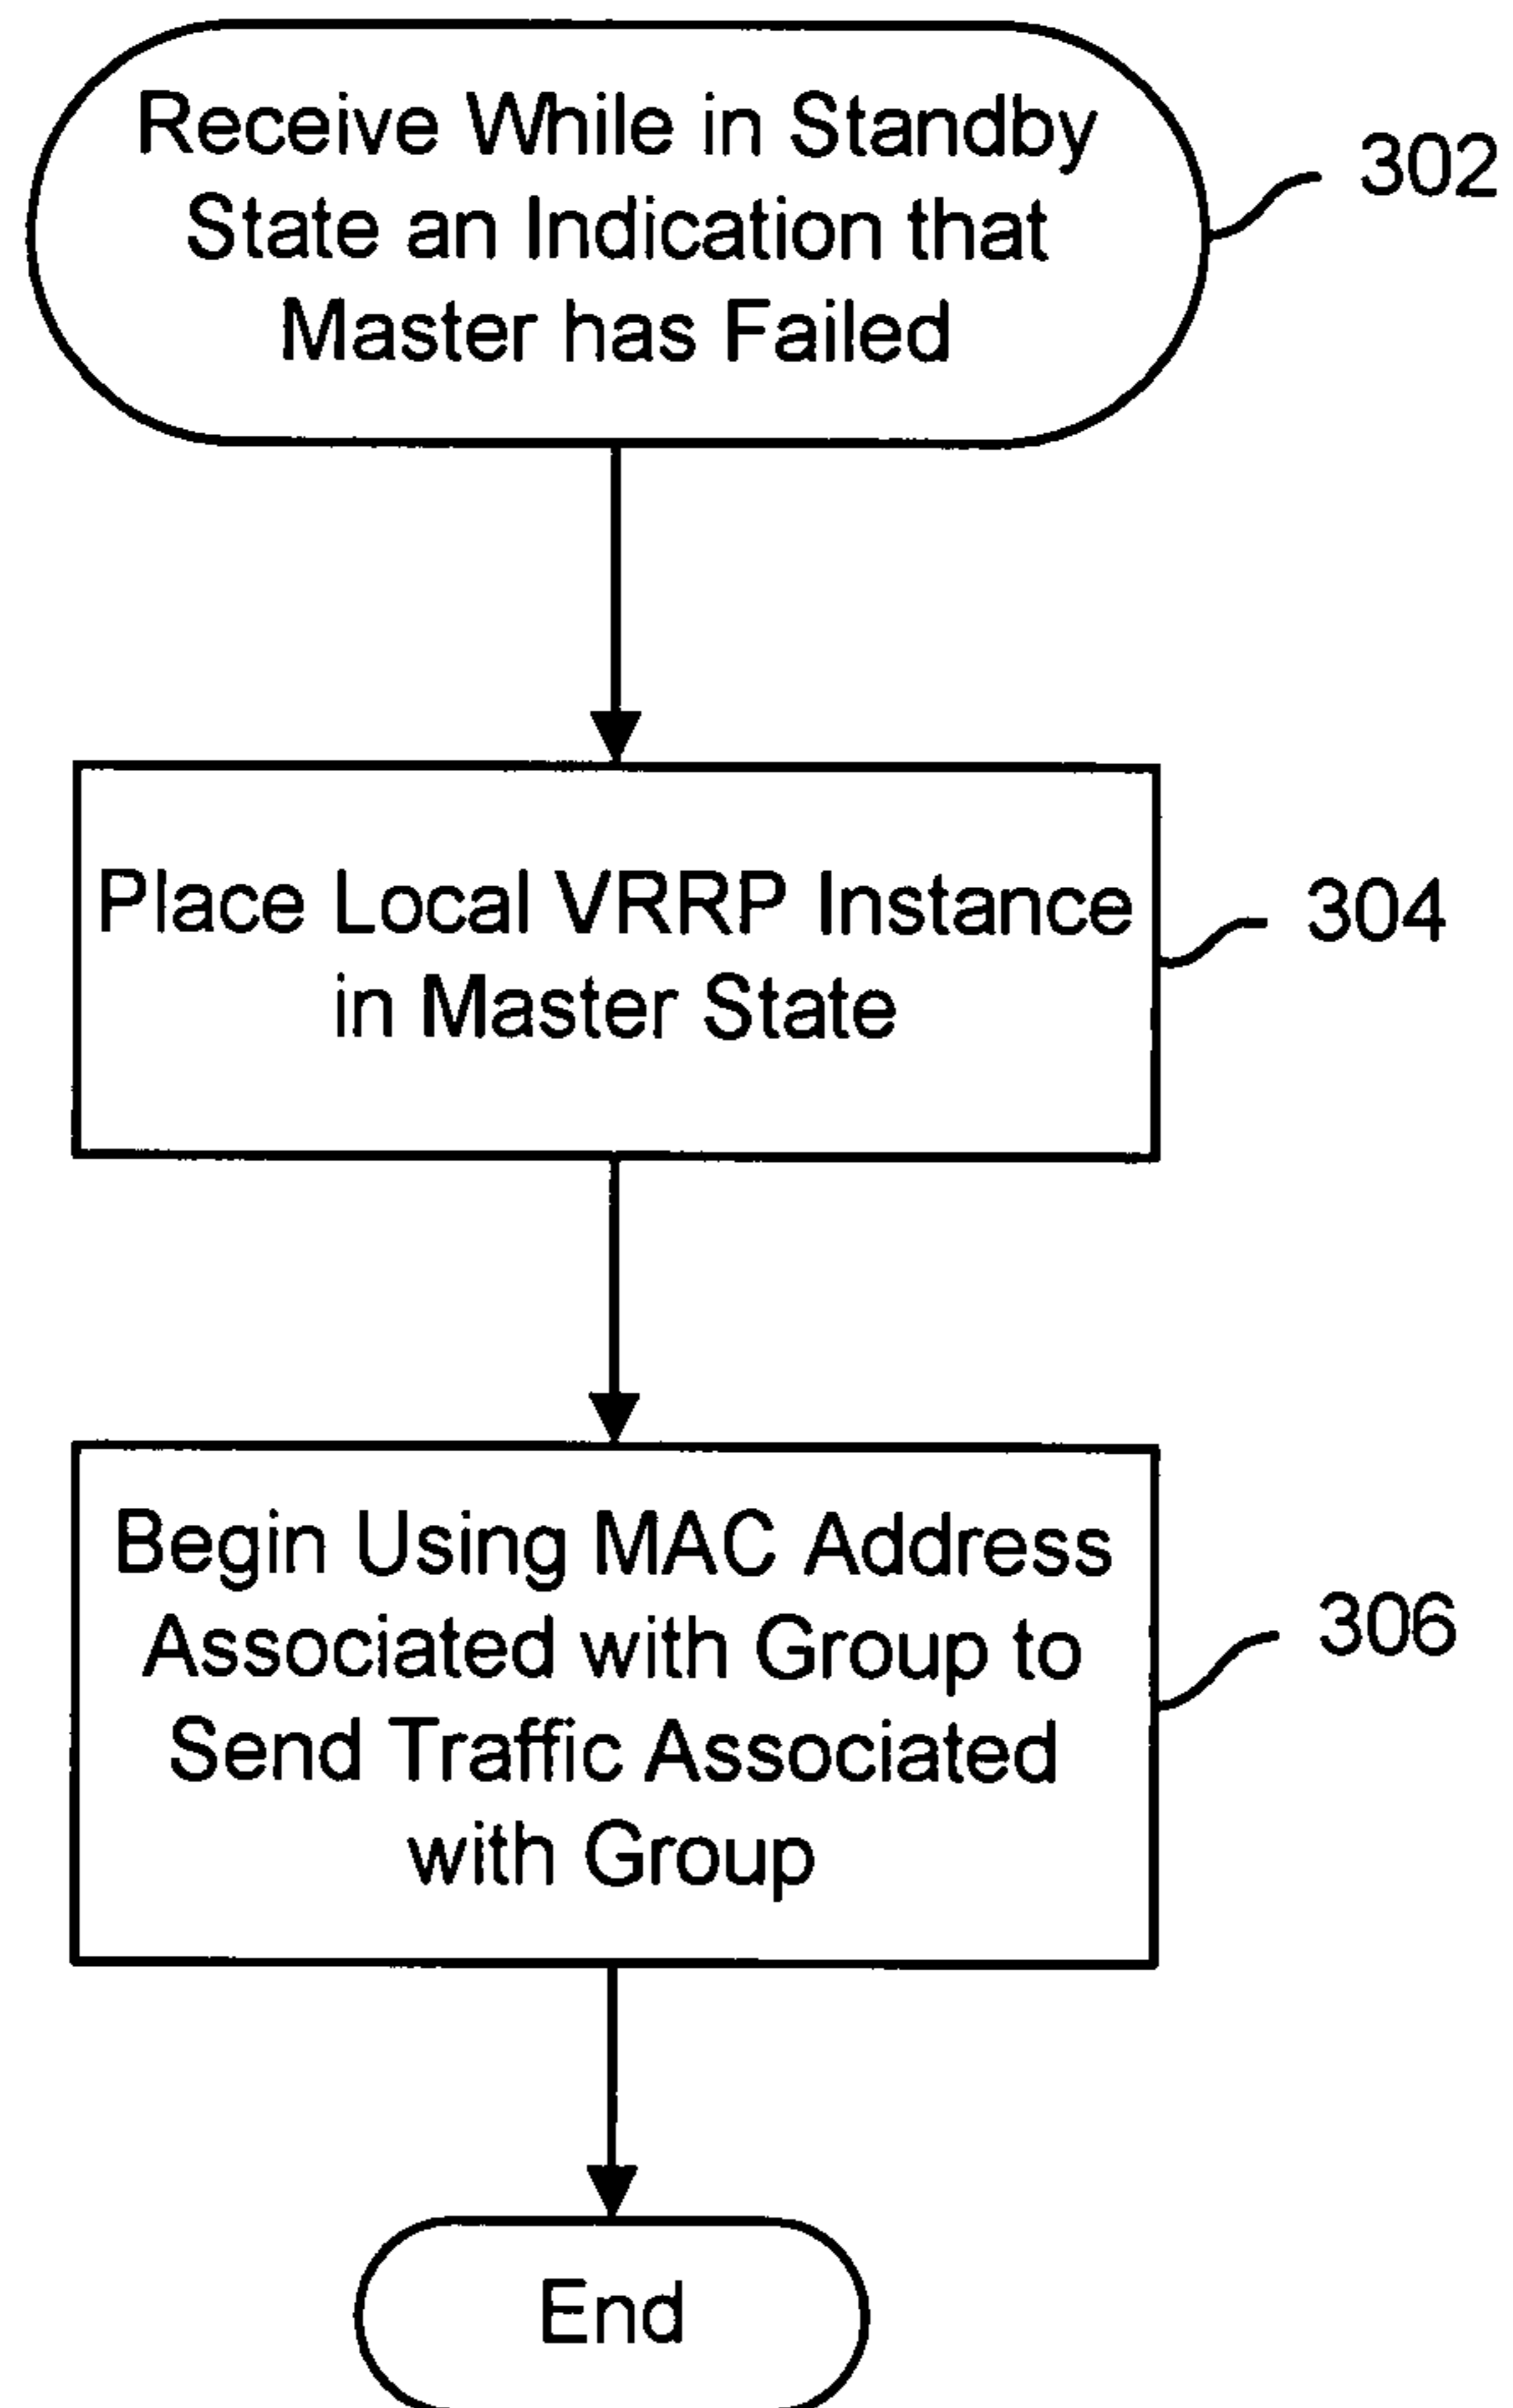 Receive While in Standby
State an Indication that
Master has Failed
302
Place Local VRRP Instance
in Master State
304
Begin Using MAC Address
Associated with Group to
Send Traffic Associated
with Group
306
End